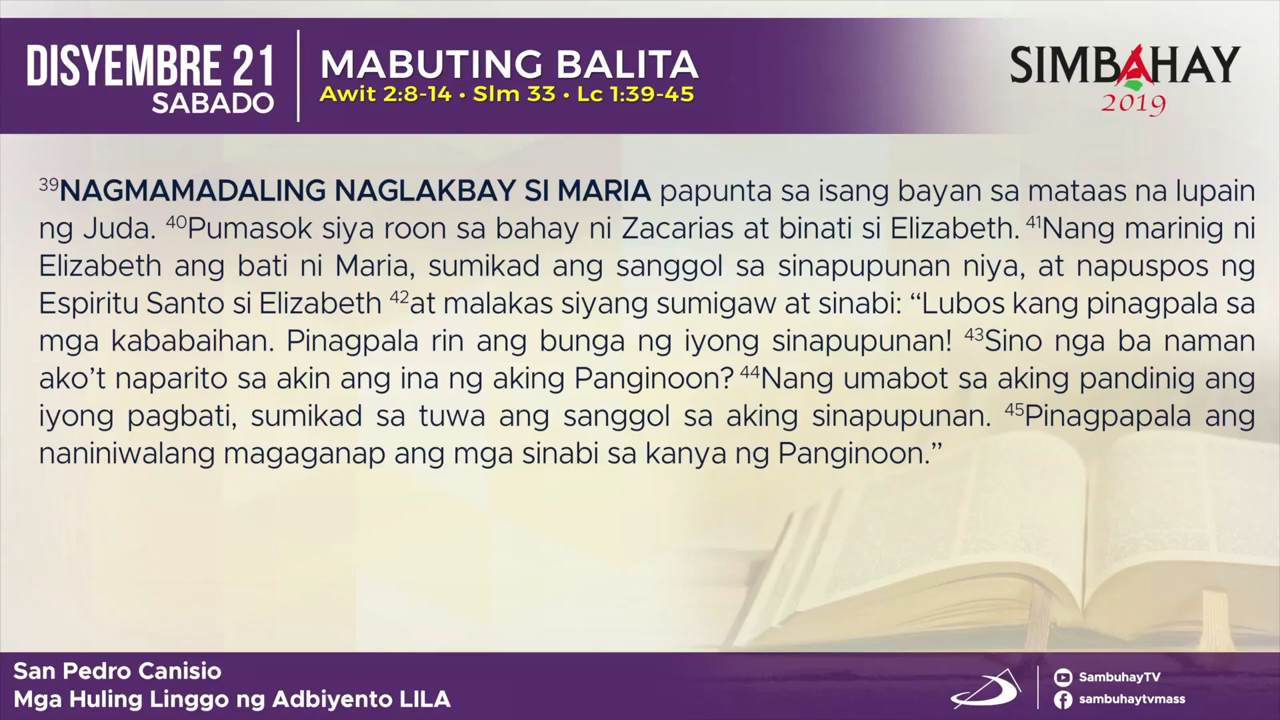 DISYEMBRE 21
SABADO
MABUTING BALITA
Awit 2:8-14 • Slm 33 • Lc 1:39-45
SIMBAHAY
2019
³⁹NAGMAMADALING NAGLAKBAY SI MARIA papunta sa isang bayan sa mataas na lupain
ng Juda. ⁴⁰Pumasok siya roon sa bahay ni Zacarias at binati si Elizabeth. ⁴¹Nang marinig ni
Elizabeth ang bati ni Maria, sumikad ang sanggol sa sinapupunan niya, at napuspos ng
Espiritu Santo si Elizabeth ⁴²at malakas siyang sumigaw at sinabi: “Lubos kang pinagpala sa
mga kababaihan. Pinagpala rin ang bunga ng iyong sinapupunan! ⁴³Sino nga ba naman
ako’t naparito sa akin ang ina ng aking Panginoon? ⁴⁴Nang umabot sa aking pandinig ang
iyong pagbati, sumikad sa tuwa ang sanggol sa aking sinapupunan. ⁴⁵Pinagpapala ang
naniniwalang magaganap ang mga sinabi sa kanya ng Panginoon.”
San Pedro Canisio
Mga Huling Linggo ng Adbiyento LILA
SambuhayTV
sambuhaytvmass